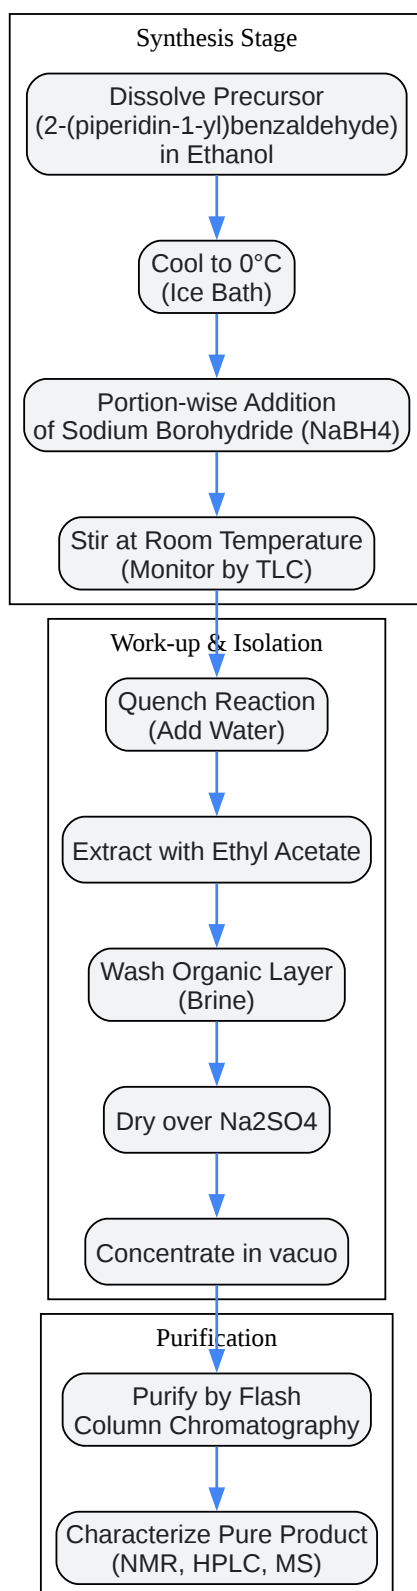 Synthesis Stage
Dissolve Precursor
(2-(piperidin-1-yl)benzaldehyde)
in Ethanol
Cool to 0°C
(Ice Bath)
Portion-wise Addition
of Sodium Borohydride (NaBH4)
Stir at Room Temperature
(Monitor by TLC)
Work-up & Isolation
Quench Reaction
(Add Water)
Extract with Ethyl Acetate
Wash Organic Layer
(Brine)
Dry over Na2SO4
Concentrate in vacuo
Purification
Purify by Flash
Column Chromatography
Characterize Pure Product
(NMR, HPLC, MS)